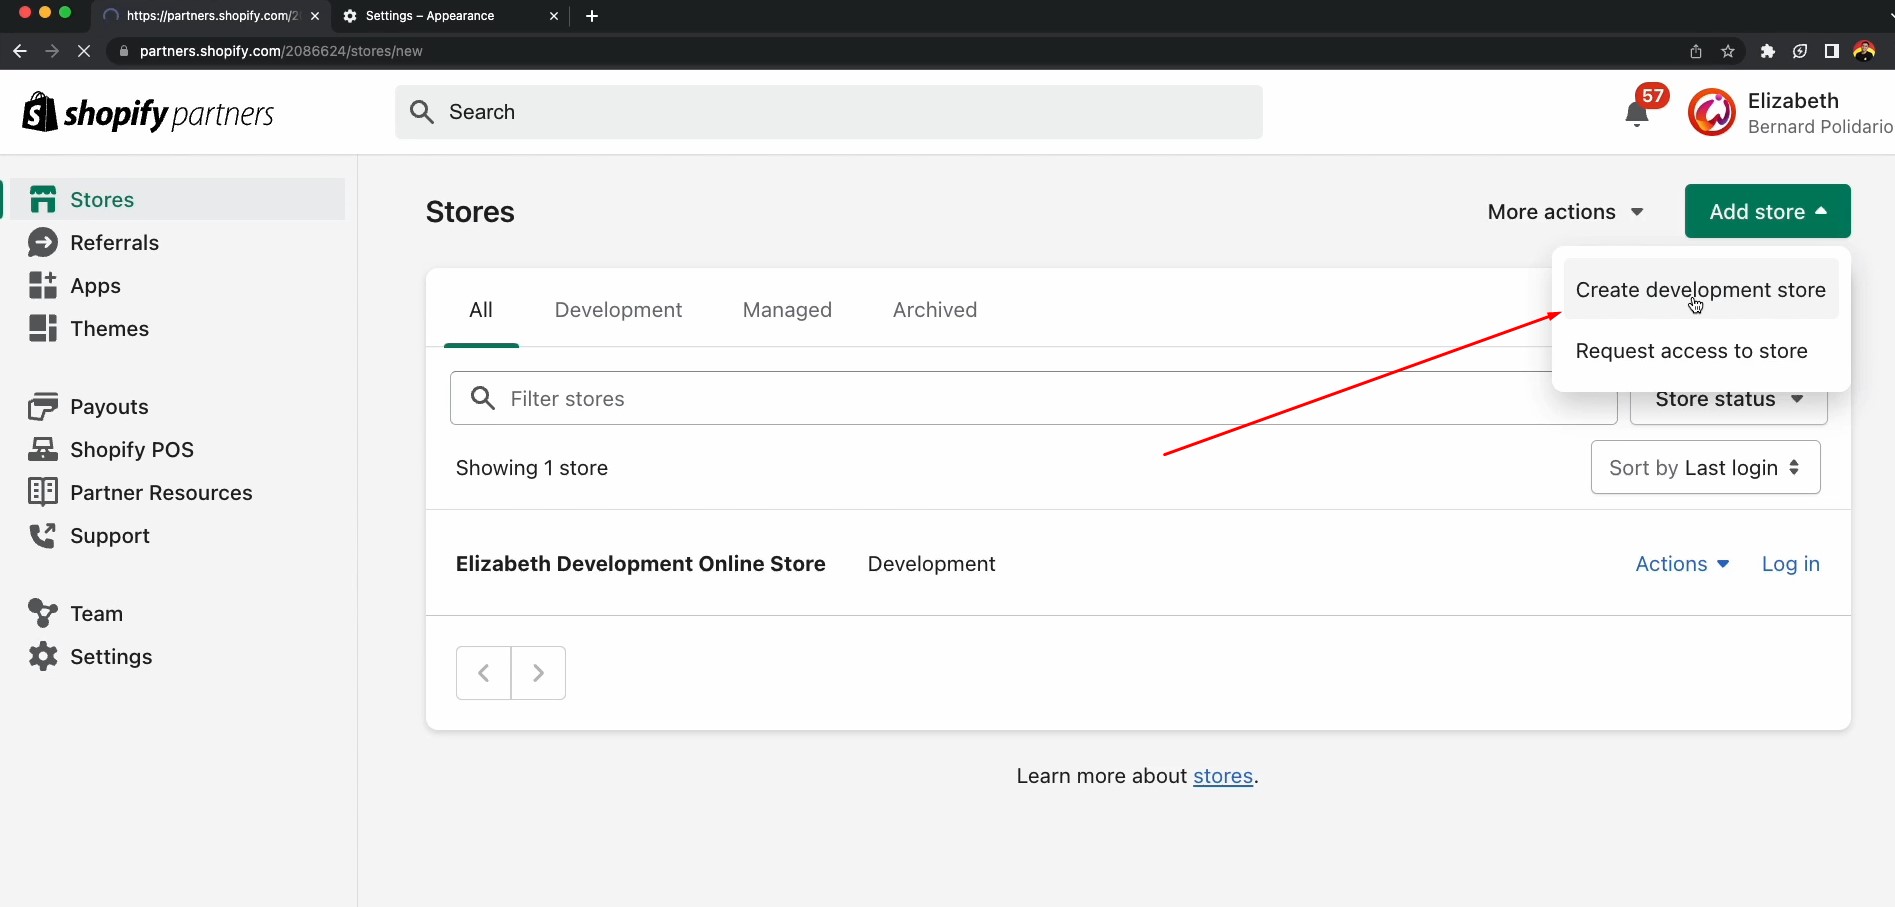 https://partners.shopify.com/2
Settings – Appearance
partners.shopify.com/2086624/stores/new
shopify partners
Search
57
Elizabeth
Bernard Polidario
Stores
Referrals
Apps
Themes
Payouts
Shopify POS
Partner Resources
Support
Team
Settings
Stores
More actions
Add store
Create development store
Request access to store
All
Development
Managed
Archived
Filter stores
Store status
Showing 1 store
Sort by Last login
Elizabeth Development Online Store
Development
Actions
Log in
Learn more about stores.